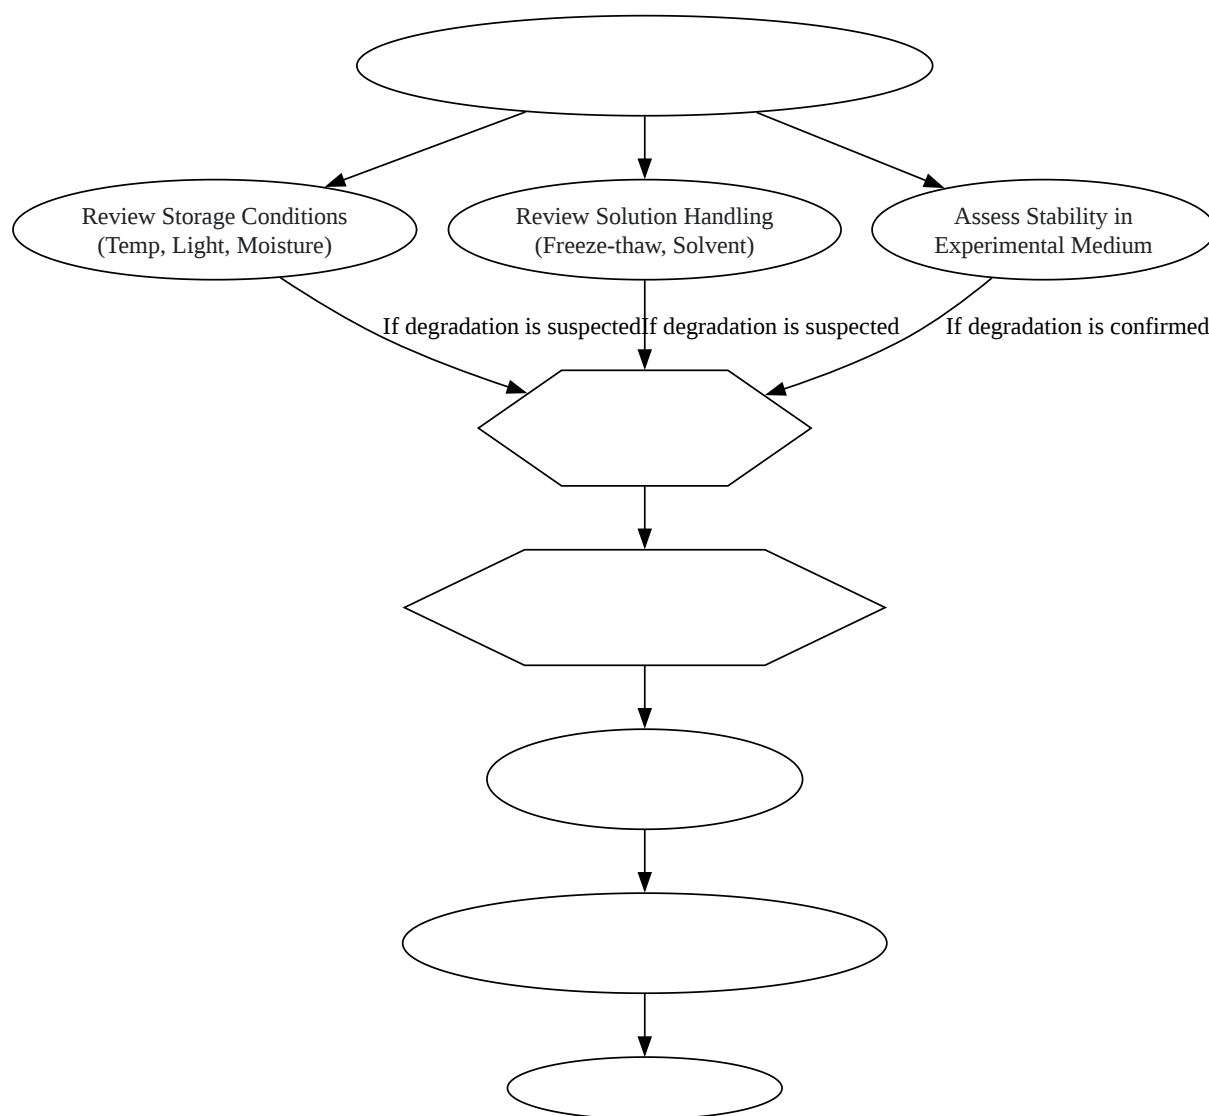 Review Storage Conditions
(Temp, Light, Moisture)
Review Solution Handling
(Freeze-thaw, Solvent)
Assess Stability in
Experimental Medium
If degradation is suspected
If degradation is suspected
If degradation is confirmed